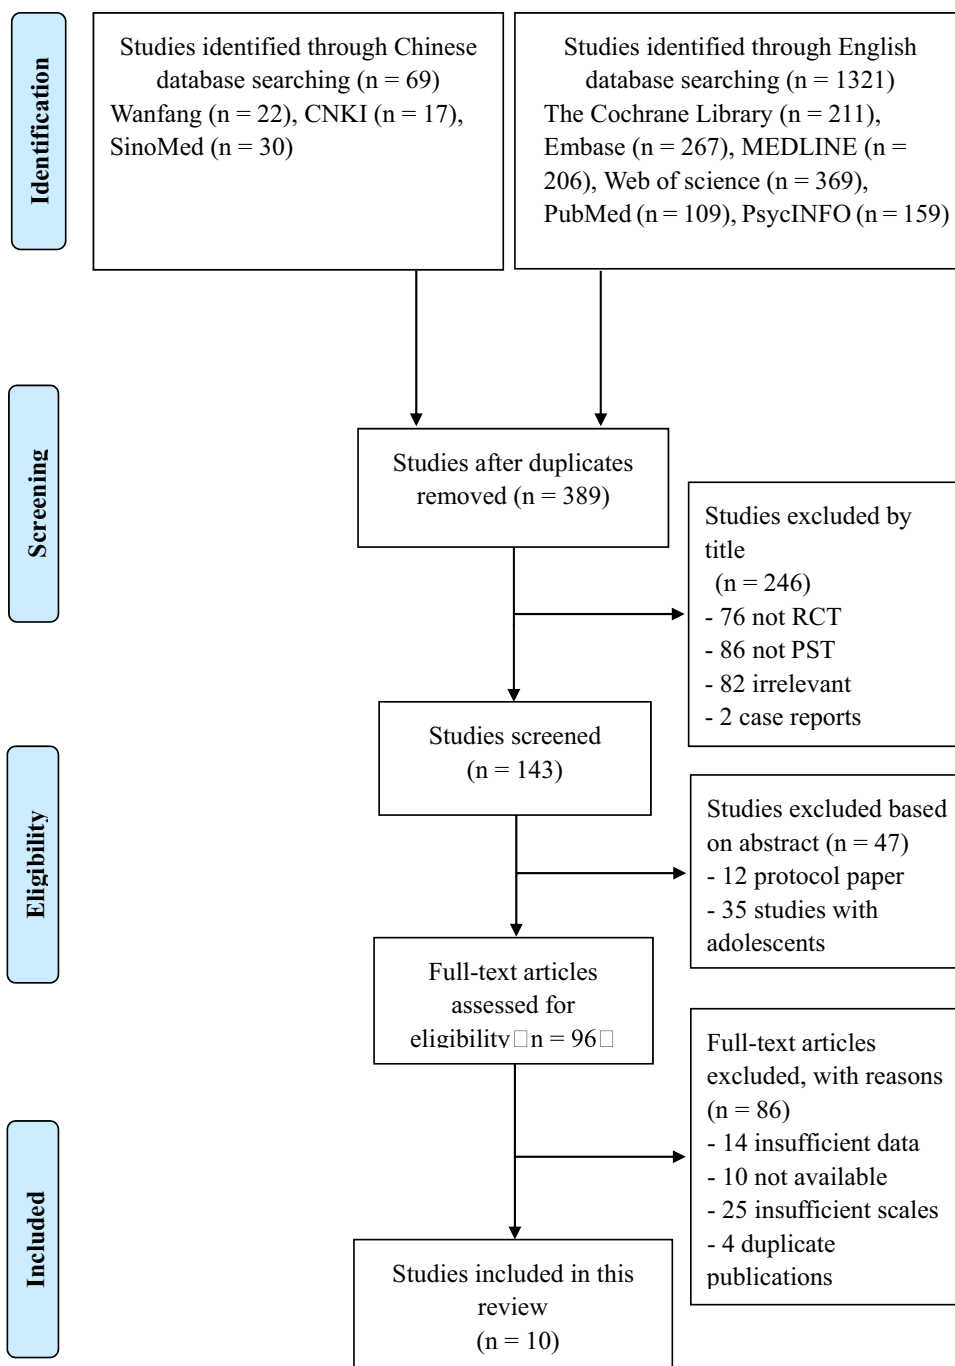 Identification
Studies identified through Chinese
database searching (n = 69)
Wanfang (n = 22), CNKI (n = 17),
SinoMed (n = 30)
Studies identified through English
database searching (n = 1321)
The Cochrane Library (n = 211),
Embase (n = 267), MEDLINE (n =
206), Web of science (n = 369),
PubMed (n = 109), PsycINFO (n = 159)
Screening
Studies after duplicates
removed (n = 389)
Studies excluded by
title
(n = 246)
- 76 not RCT
- 86 not PST
- 82 irrelevant
- 2 case reports
Studies screened
(n = 143)
Eligibility
Studies excluded based
on abstract (n = 47)
- 12 protocol paper
- 35 studies with
adolescents
Full-text articles
assessed for
eligibility□n = 96□
Full-text articles
excluded, with reasons
(n = 86)
- 14 insufficient data
- 10 not available
- 25 insufficient scales
- 4 duplicate
publications
Included
Studies included in this
review
(n = 10)